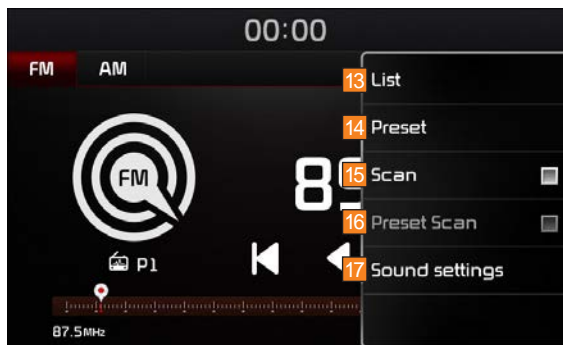 00:00
FM AM
13 List
14 Preset
FM
15 Scan
16 Preset Scan
P1
17 Sound settings
87.5MHz